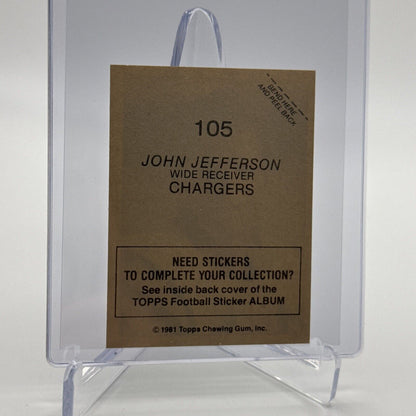 BEND HERE
AND PEEL BACK
105
JOHN JEFFERSON
WIDE RECEIVER
CHARGERS
NEED STICKERS
TO COMPLETE YOUR COLLECTION?
See inside back cover of the
TOPPS Football Sticker ALBUM
© 1981 Topps Chewing Gum, Inc.